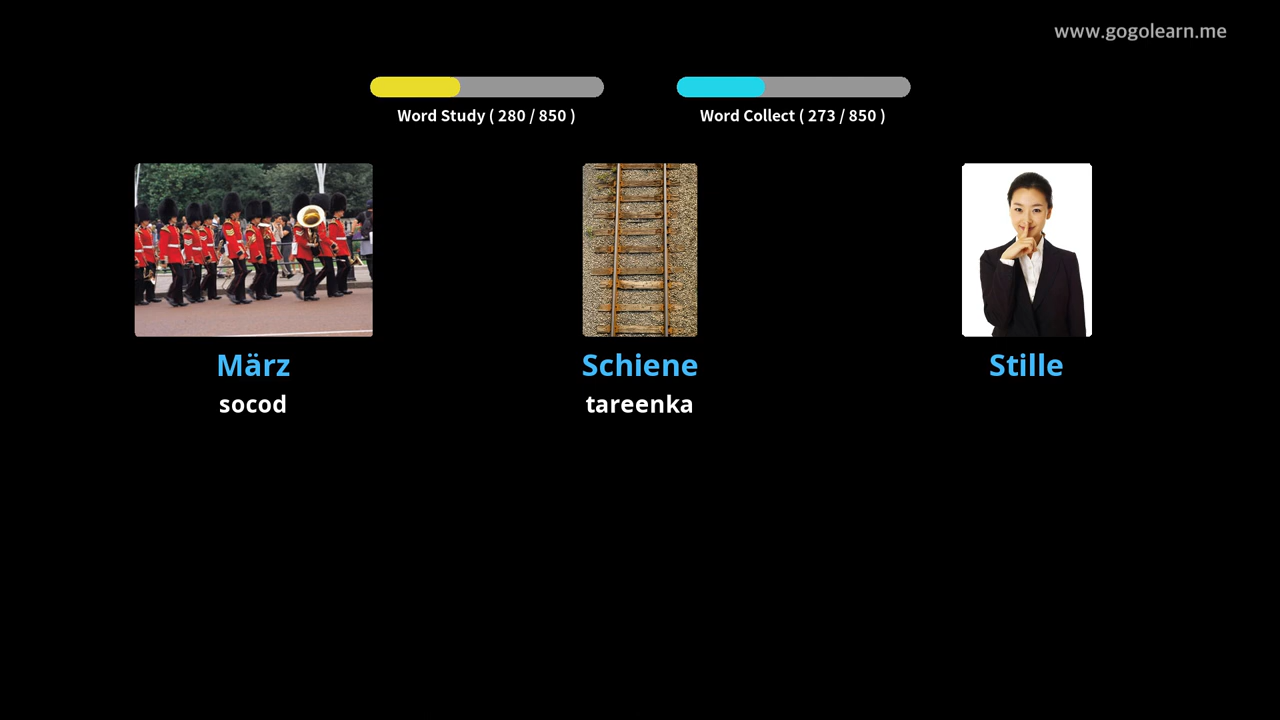 www.gogolearn.me
Word Study ( 280 / 850 )
Word Collect ( 273 / 850 )
März
Schiene
Stille
socod
tareenka